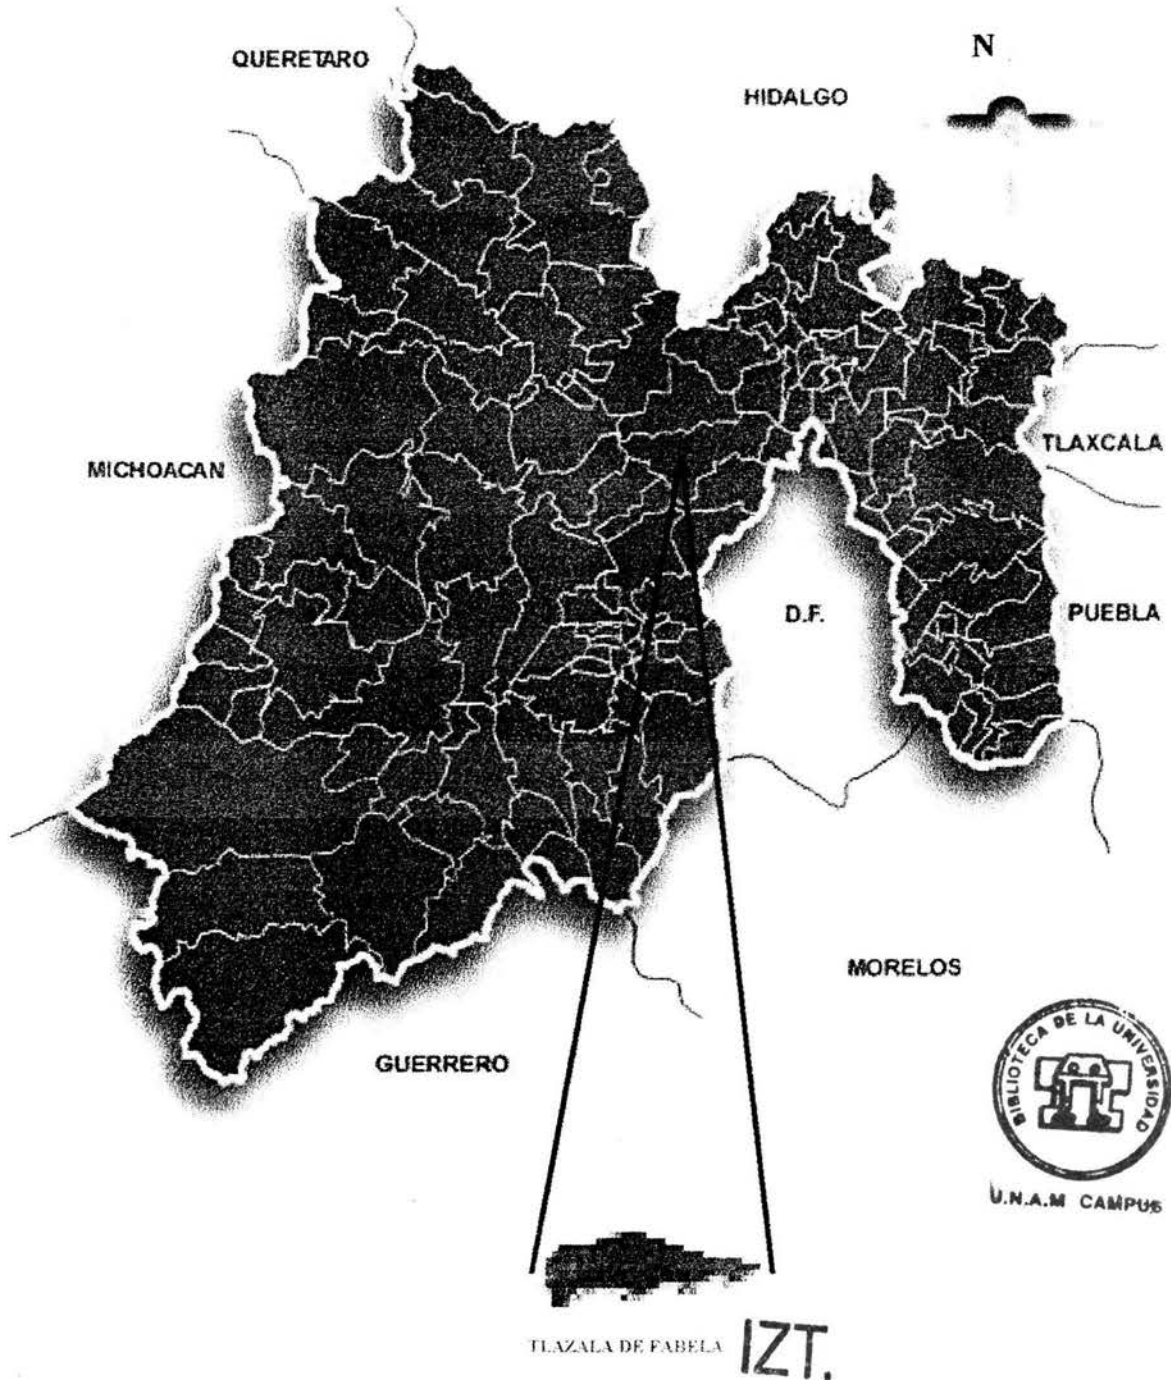 QUERETARO
N
HIDALGO
MICHOACAN
TLAXCALA
D.F.
PUEBLA
MORELOS
GUERRERO
BIBLIOTECA DE LA UNIVERSIDAD
U.N.A.M CAMPUS
TLAZALA DE FABELA
IZT.